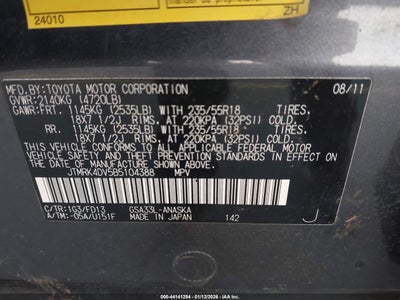 24010
ZH
MFD.BY:TOYOTA MOTOR CORPORATION 08/11
GVWR:2140KG (4720LB)
GAWR:FRT. 1145KG (2535LB) WITH 235/55R18 TIRES,
18X7 1/2J RIMS, AT 220KPA (32PSI) COLD.
RR. 1145KG (2535LB) WITH 235/55R18 TIRES,
18X7 1/2J RIMS, AT 220KPA (32PSI) COLD.
THIS VEHICLE CONFORMS TO ALL APPLICABLE FEDERAL MOTOR
VEHICLE SAFETY, BUMPER, AND THEFT PREVENTION STANDARDS
IN EFFECT ON THE DATE OF MANUFACTURE SHOWN ABOVE.
JTMRK4DV5B5104388 MPV
C/TR:1G3/FD13 GSA33L-ANASKA
A/TM:-05A/U151F MADE IN JAPAN 142 J
000-44141294 - 01/12/2026 - IAA Inc.